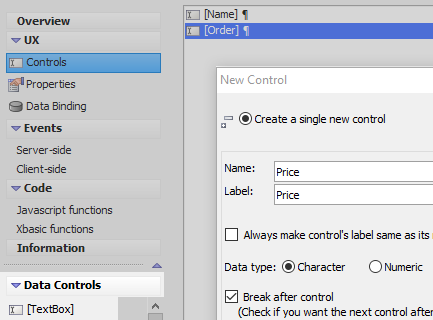 Overview
UX
Controls
Properties
Data Binding
Events
Server-side
Client-side
Code
Javascript functions
Xbasic functions
Information
Data Controls
[TextBox]
[Name] ¶
[Order] ¶
New Control
Create a single new control
Name: Price
Label: Price
Always make control's label same as its
Data type: Character Numeric
Break after control
(Check if you want the next control after